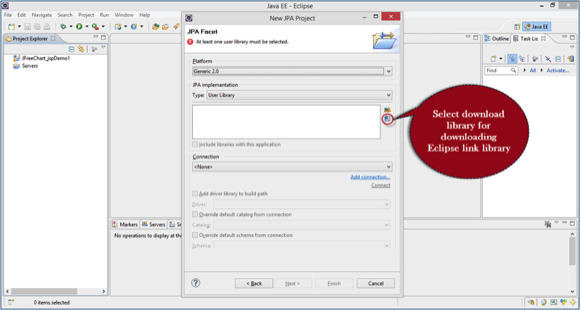 Java EE - Eclipse
File Edit Navigate Search Project Run Window Help
Java EE
Project Explorer
JFreeChart_jspDemo1
Servers
New JPA Project
JPA Facet
At least one user library must be selected.
Platform
Generic 2.0
JPA implementation
Type: User Library
Include libraries with this application
Connection
<None>
Add connection...
Connect
Add driver library to build path
Driver:
Override default catalog from connection
Catalog:
Override default schema from connection
Schema:
< Back
Next >
Finish
Cancel
Select download
library for
downloading
Eclipse link library
Outline Task Lis
Find
All
Activate...
Markers Servers
No operations to display at the
0 items selected